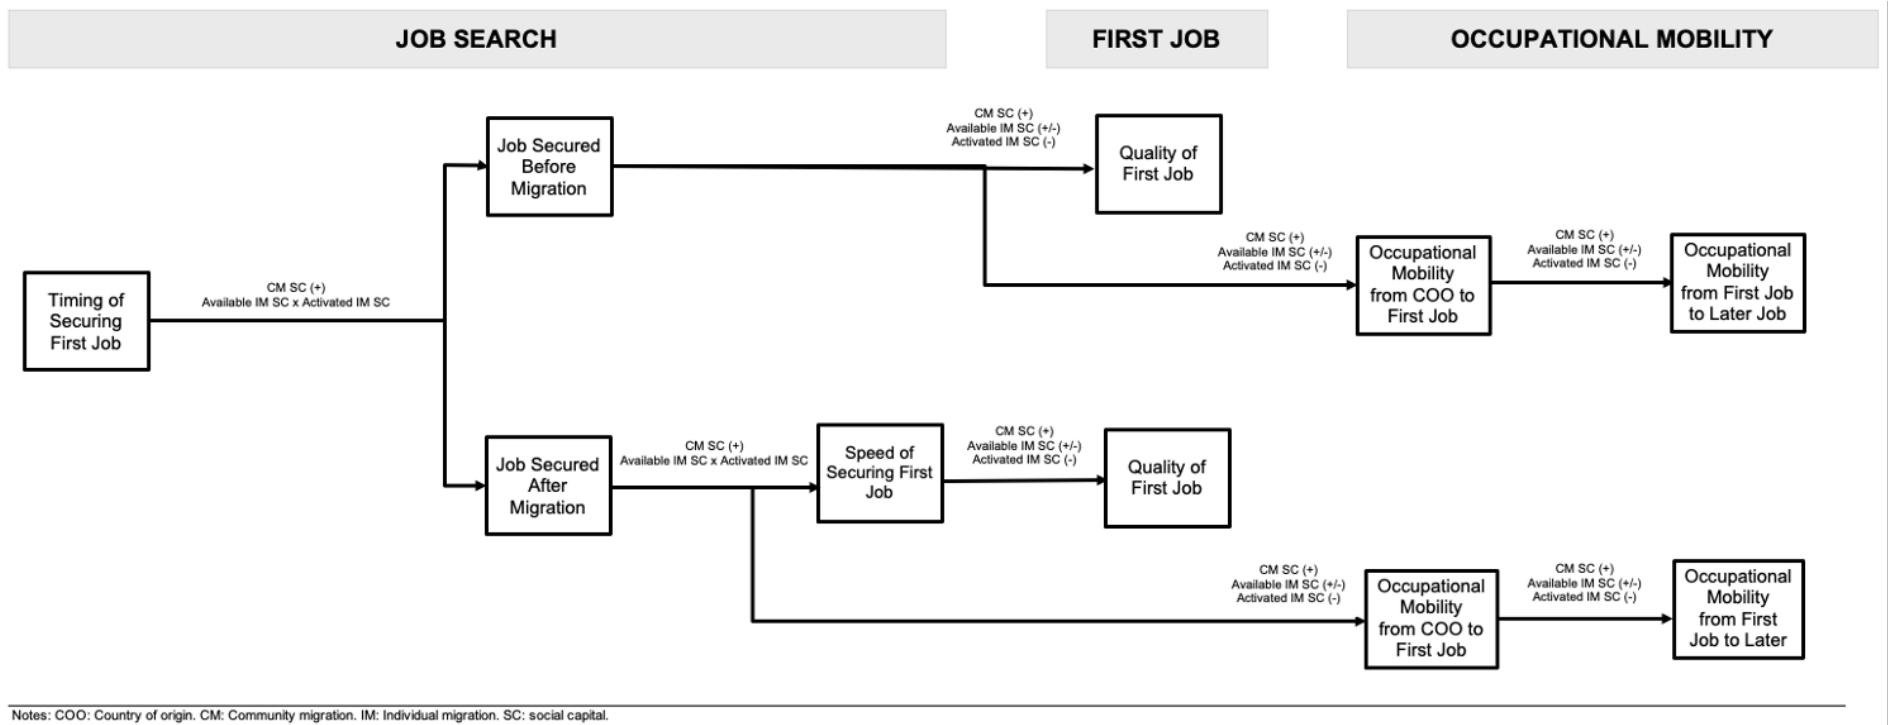 JOB SEARCH
FIRST JOB
OCCUPATIONAL MOBILITY
CM SC (+)
Available IM SC (+/-)
Activated IM SC (-)
Job Secured
Before
Migration
Quality of
First Job
CM SC (+)
Available IM SC (+/-)
Activated IM SC (-)
Occupational
Mobility
from COO to
First Job
CM SC (+)
Available IM SC (+/-)
Activated IM SC (-)
Occupational
Mobility
from First Job
to Later Job
Timing of
Securing
First Job
CM SC (+)
Available IM SC x Activated IM SC
Job Secured
After
Migration
CM SC (+)
Available IM SC x Activated IM SC
Speed of
Securing First
Job
CM SC (+)
Available IM SC (+/-)
Activated IM SC (-)
Quality of
First Job
CM SC (+)
Available IM SC (+/-)
Activated IM SC (-)
Occupational
Mobility
from COO to
First Job
CM SC (+)
Available IM SC (+/-)
Activated IM SC (-)
Occupational
Mobility
from First
Job to Later
Notes: COO: Country of origin. CM: Community migration. IM: Individual migration. SC: social capital.